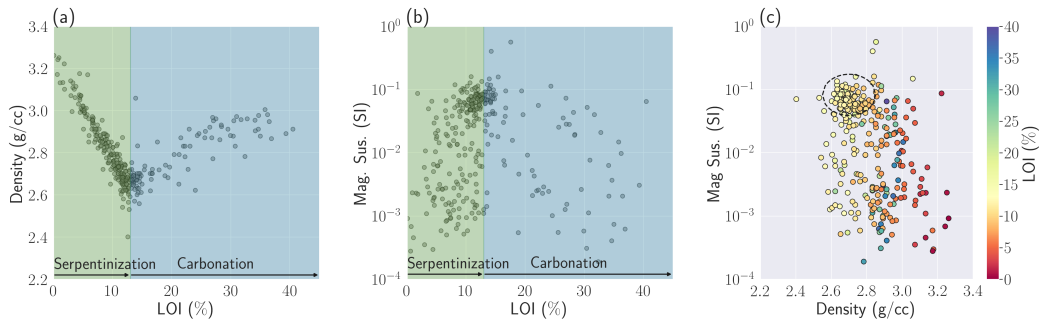 (a)
3.4
3.2
3.0
2.8
2.6
2.4
2.2
Density (g/cc)
Serpentinization
Carbonation
0 10 20 30 40
LOI (%)
(b)
10⁰
10⁻¹
10⁻²
10⁻³
10⁻⁴
Mag. Sus. (SI)
Serpentinization
Carbonation
0 10 20 30 40
LOI (%)
(c)
10⁰
10⁻¹
10⁻²
10⁻³
10⁻⁴
Mag Sus. (SI)
2.2 2.4 2.6 2.8 3.0 3.2 3.4
Density (g/cc)
40
35
30
25
20
15
10
5
0
LOI (%)